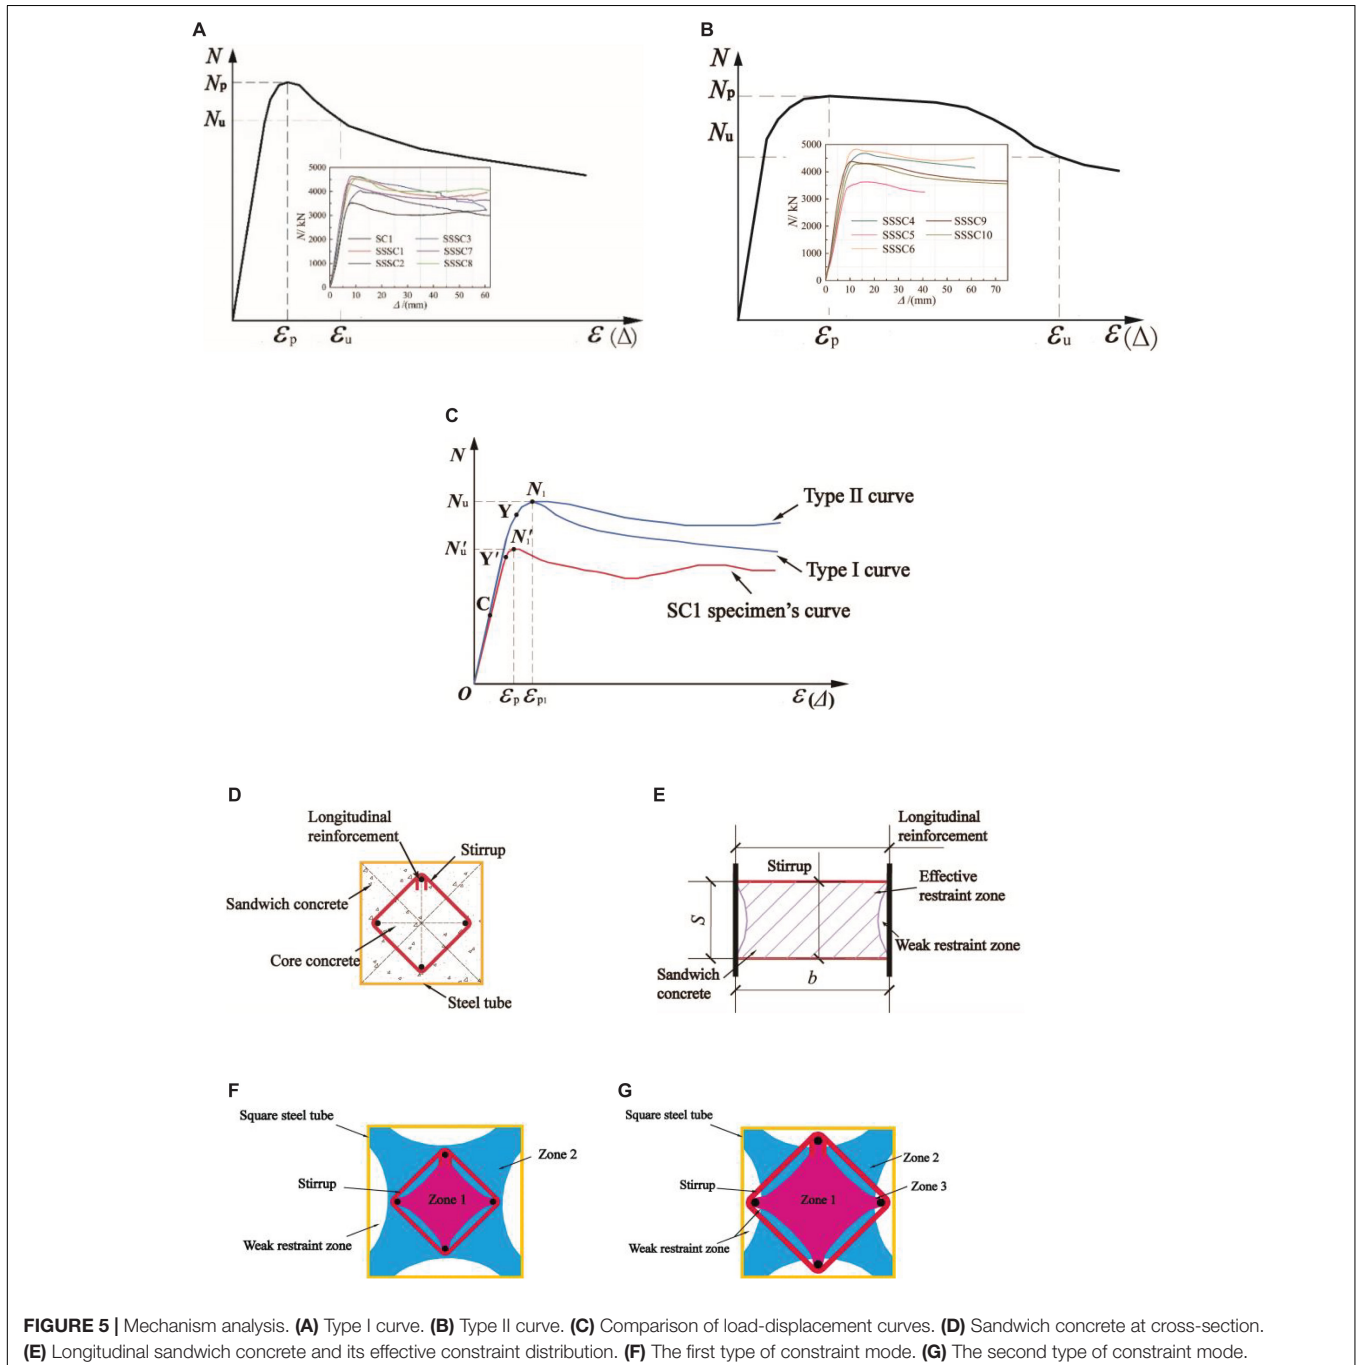 A
N
Np
Nu
εp
εu
ε(Δ)
N/ kN
5000
4000
3000
2000
1000
0
0 10 20 30 40 50 60
Δ/(mm)
SC1
SSSC1
SSSC2
SSSC3
SSSC7
SSSC8
B
N
Np
Nu
εp
εu
ε(Δ)
N/ kN
5000
4000
3000
2000
1000
0
0 10 20 30 40 50 60 70
Δ/(mm)
SSSC4
SSSC5
SSSC6
SSSC9
SSSC10
C
N
Nu
N1
Y
N'u
N'1
Y'
C
O
εp
εp1
ε(Δ)
Type II curve
Type I curve
SC1 specimen's curve
D
Longitudinal
reinforcement
Stirrup
Sandwich concrete
Core concrete
Steel tube
E
Longitudinal
reinforcement
Stirrup
Effective
restraint zone
S
Weak restraint zone
Sandwich
concrete
b
F
Square steel tube
Zone 2
Stirrup
Zone 1
Weak restraint zone
G
Square steel tube
Zone 2
Stirrup
Zone 3
Zone 1
Weak restraint zone
FIGURE 5 | Mechanism analysis. (A) Type I curve. (B) Type II curve. (C) Comparison of load-displacement curves. (D) Sandwich concrete at cross-section.
(E) Longitudinal sandwich concrete and its effective constraint distribution. (F) The first type of constraint mode. (G) The second type of constraint mode.